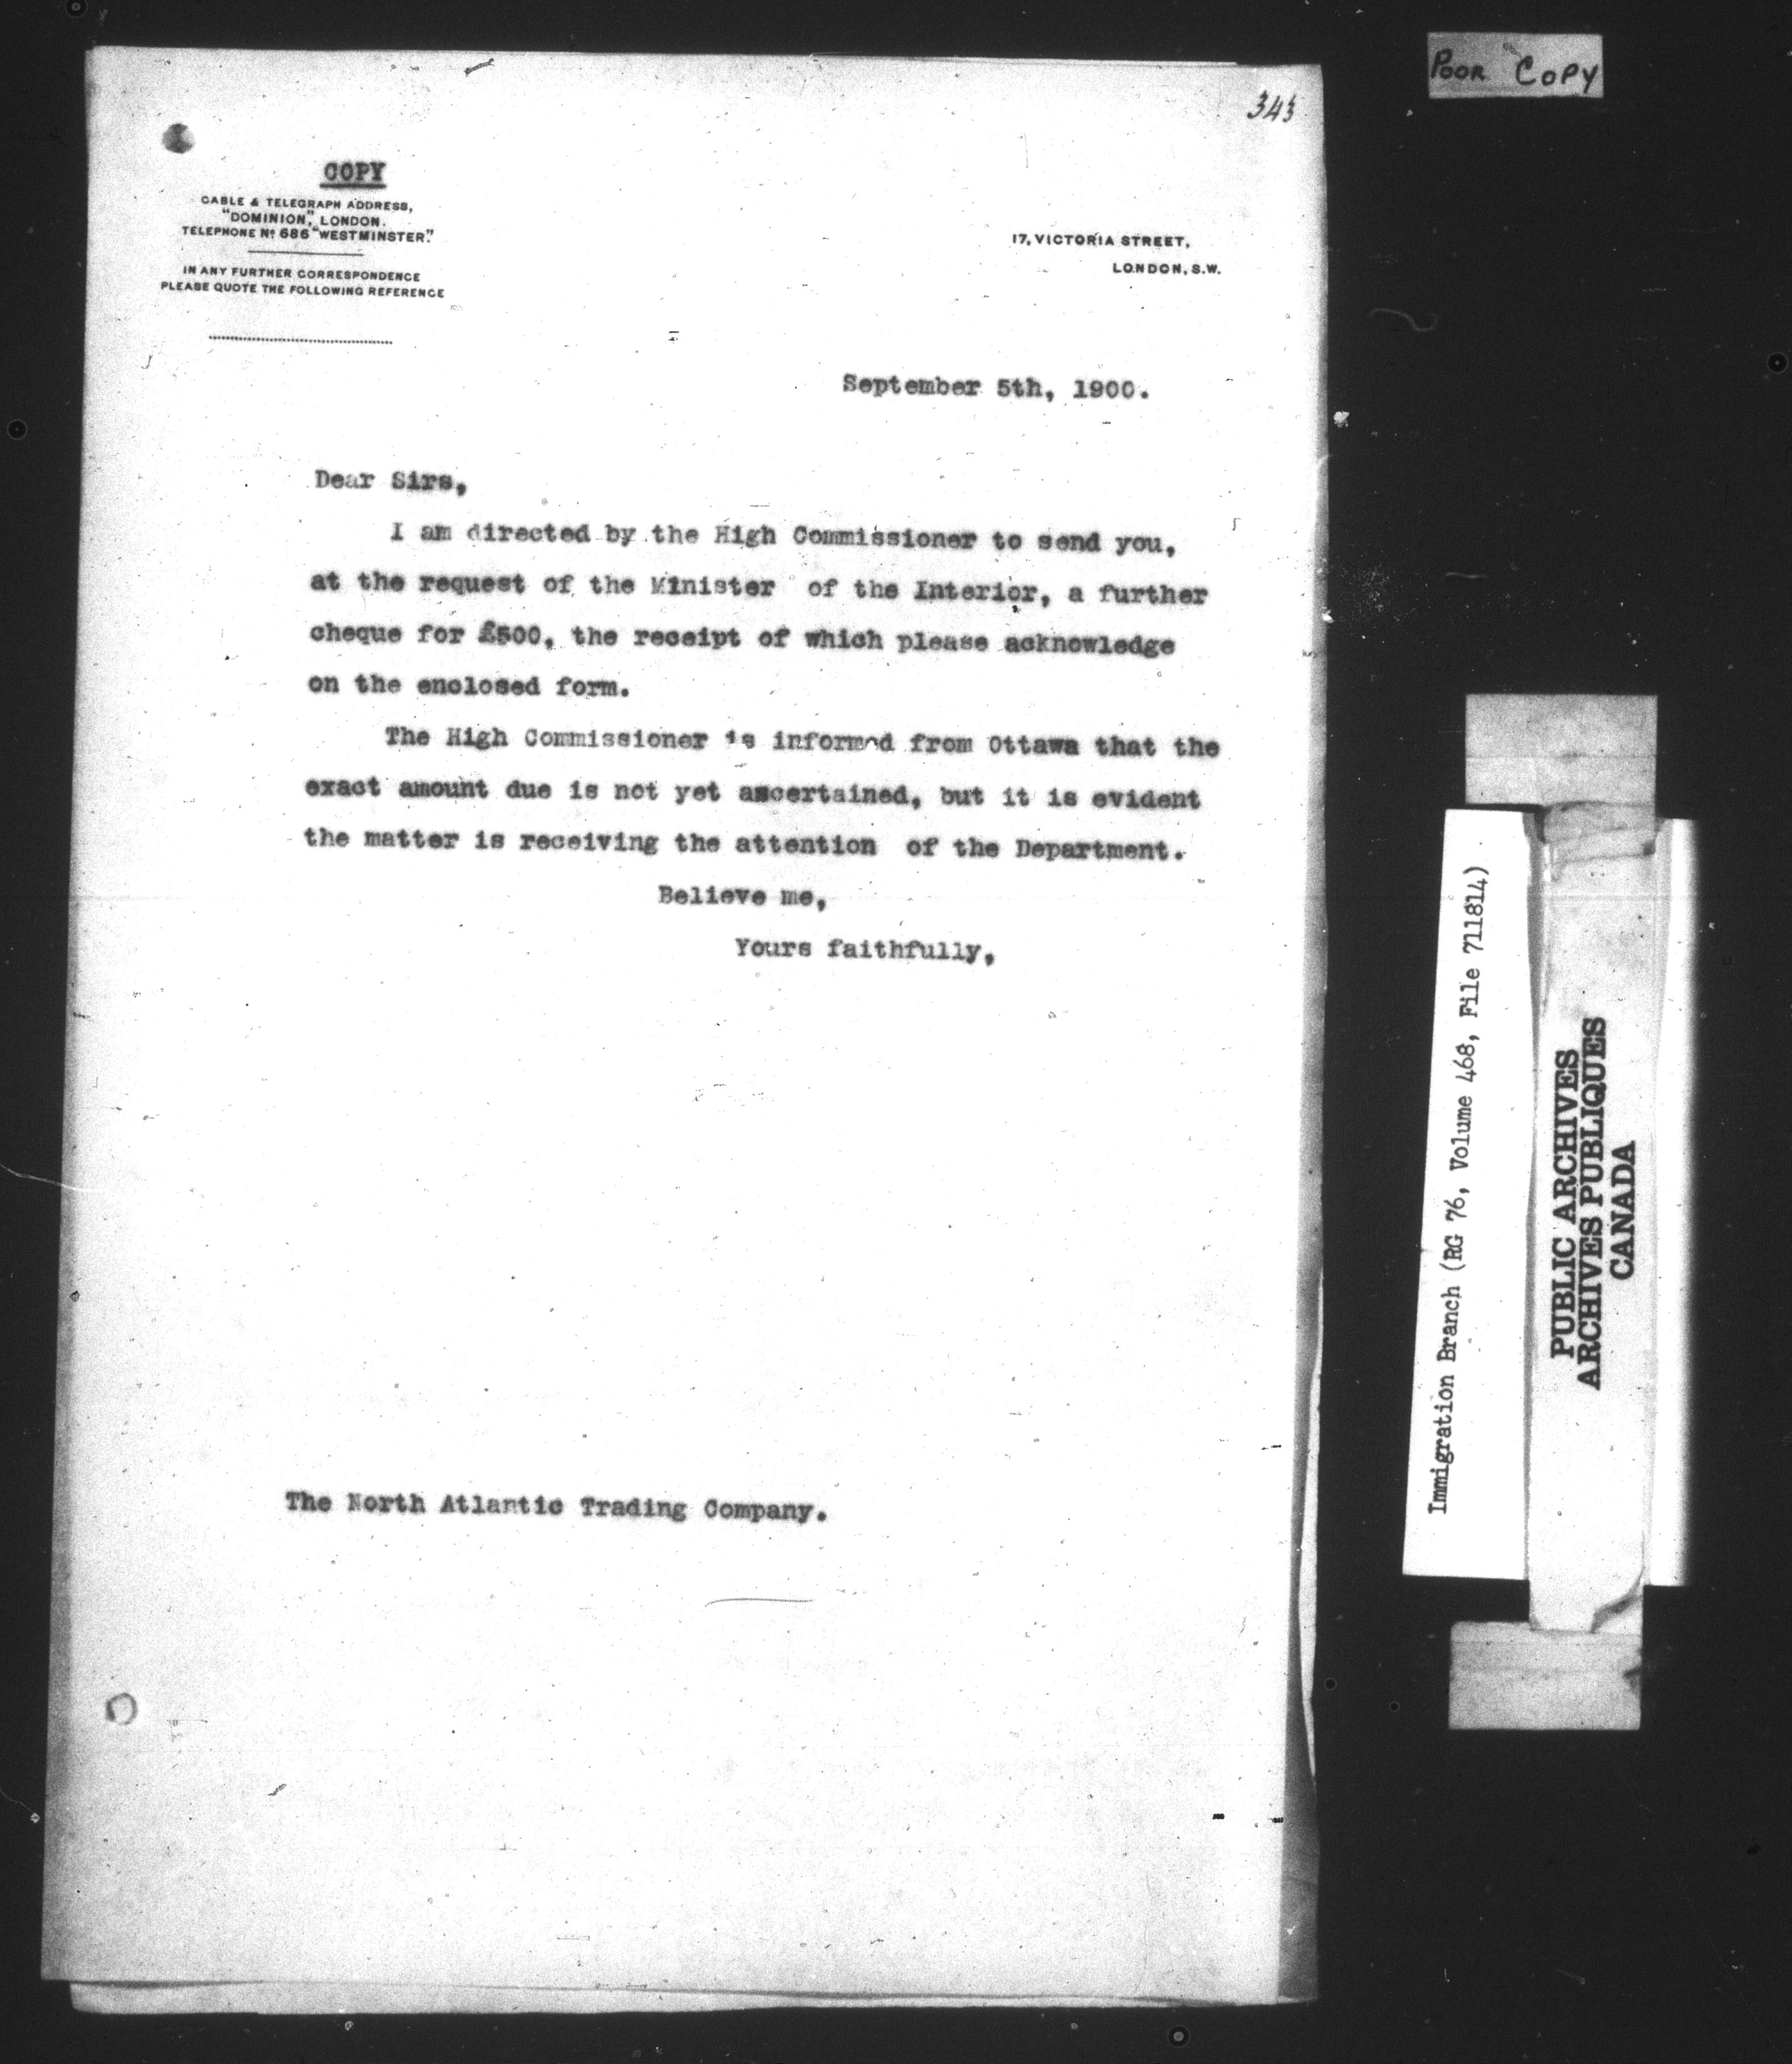 POOR COPY
343
COPY
CABLE & TELEGRAPH ADDRESS,
"DOMINION", LONDON.
TELEPHONE No 686 "WESTMINSTER".
IN ANY FURTHER CORRESPONDENCE
PLEASE QUOTE THE FOLLOWING REFERENCE
17, VICTORIA STREET,
LONDON, S.W.
September 5th, 1900.
Dear Sirs,
I am directed by the High Commissioner to send you,
at the request of the Minister of the Interior, a further
cheque for £500, the receipt of which please acknowledge
on the enclosed form.
The High Commissioner is informed from Ottawa that the
exact amount due is not yet ascertained, but it is evident
the matter is receiving the attention of the Department.
Believe me,
Yours faithfully,
The North Atlantic Trading Company.
Immigration Branch (RG 76, Volume 468, File 711814)
PUBLIC ARCHIVES
ARCHIVES PUBLIQUES
CANADA